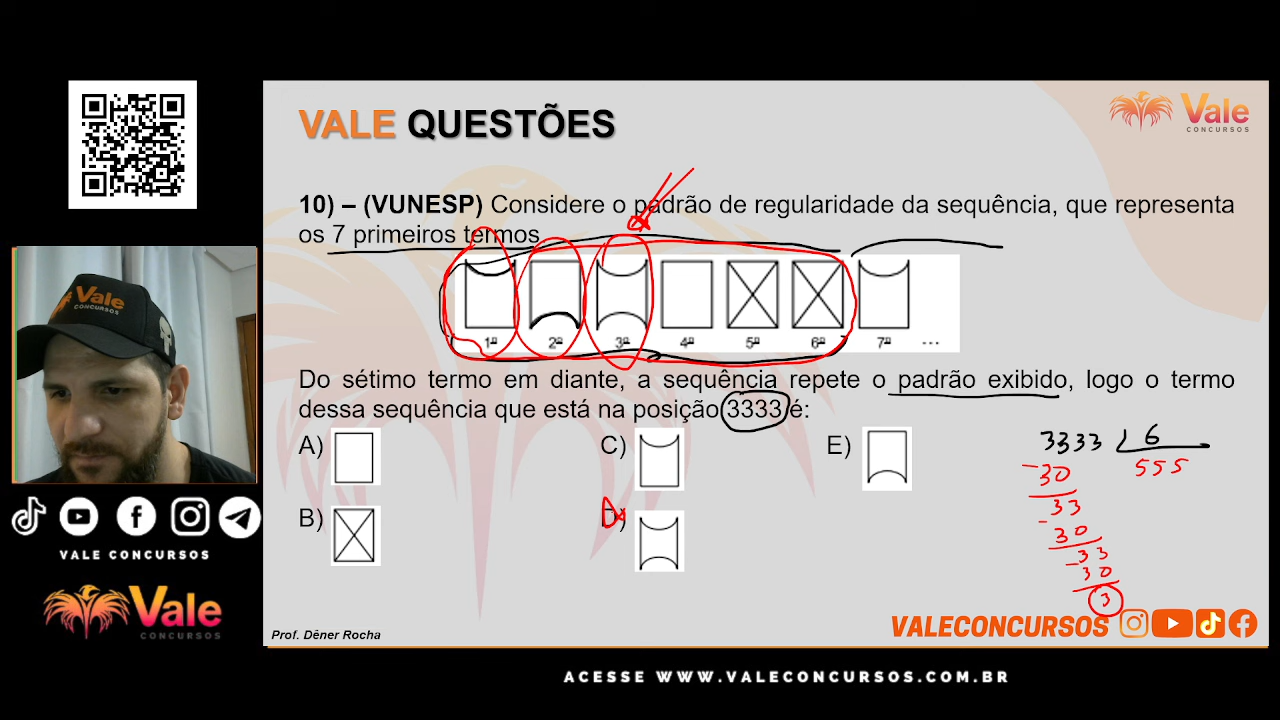 VALE QUESTÕES
Vale
CONCURSOS
10) – (VUNESP) Considere o padrão de regularidade da sequência, que representa
os 7 primeiros termos
1º 2º 3º 4º 5º 6º 7º ...
Do sétimo termo em diante, a sequência repete o padrão exibido, logo o termo
dessa sequência que está na posição 3333 é:
A) C) E)
B) D)
3333 6
-30 555
33
-30
33
-30
3
Vale
CONCURSOS
VALE CONCURSOS
Vale
CONCURSOS
Prof. Dêner Rocha
VALECONCURSOS
ACESSE WWW.VALECONCURSOS.COM.BR